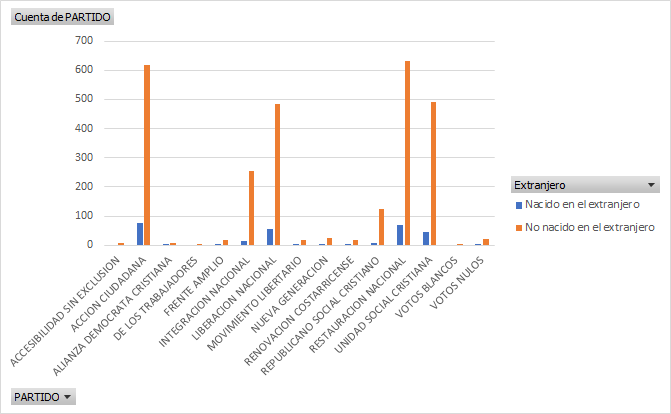 Cuenta de PARTIDO
700
600
500
400
300
200
100
0
ACCESIBILIDAD SIN EXCLUSION
ACCION CIUDADANA
ALIANZA DEMOCRATA CRISTIANA
DE LOS TRABAJADORES
FRENTE AMPLIO
INTEGRACION NACIONAL
LIBERACION NACIONAL
MOVIMIENTO LIBERTARIO
NUEVA GENERACION
RENOVACION COSTARRICENSE
REPUBLICANO SOCIAL CRISTIANO
RESTAURACION NACIONAL
UNIDAD SOCIAL CRISTIANA
VOTOS BLANCOS
VOTOS NULOS
Extranjero
Nacido en el extranjero
No nacido en el extranjero
PARTIDO